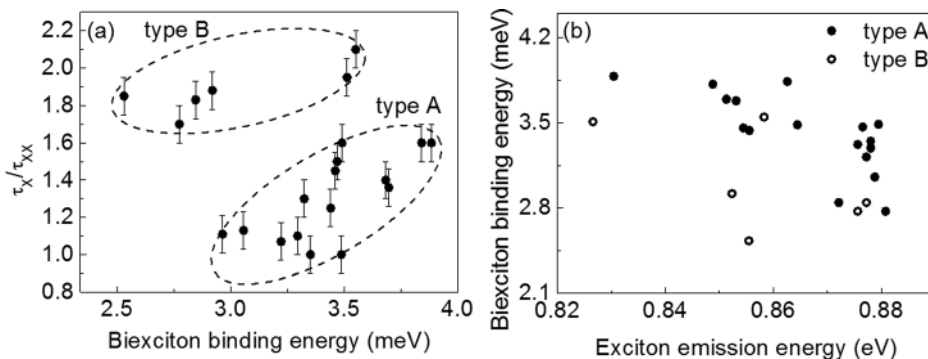 (a)
type B
type A
τX/τXX
2.2
2.0
1.8
1.6
1.4
1.2
1.0
0.8
2.5
3.0
3.5
4.0
Biexciton binding energy (meV)
(b)
type A
type B
Biexciton binding energy (meV)
4.2
3.5
2.8
2.1
0.82
0.84
0.86
0.88
Exciton emission energy (eV)